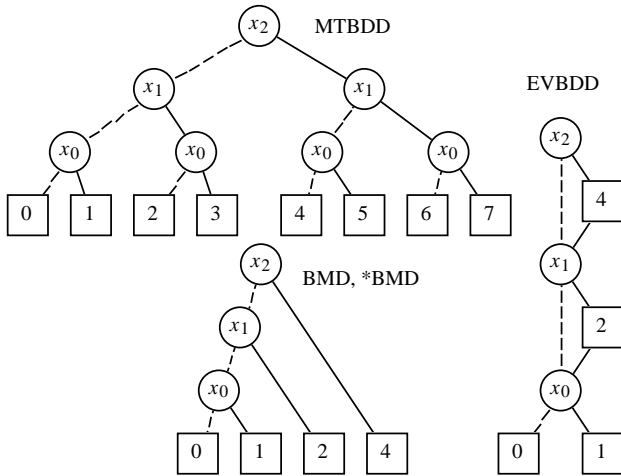 x2 MTBDD
x1 x1 EVBDD
x0 x0 x0 x0 x2
0 1 2 3 4 5 6 7 4
x2 BMD, *BMD x1
x1 2
x0 x0
0 1 2 4 0 1